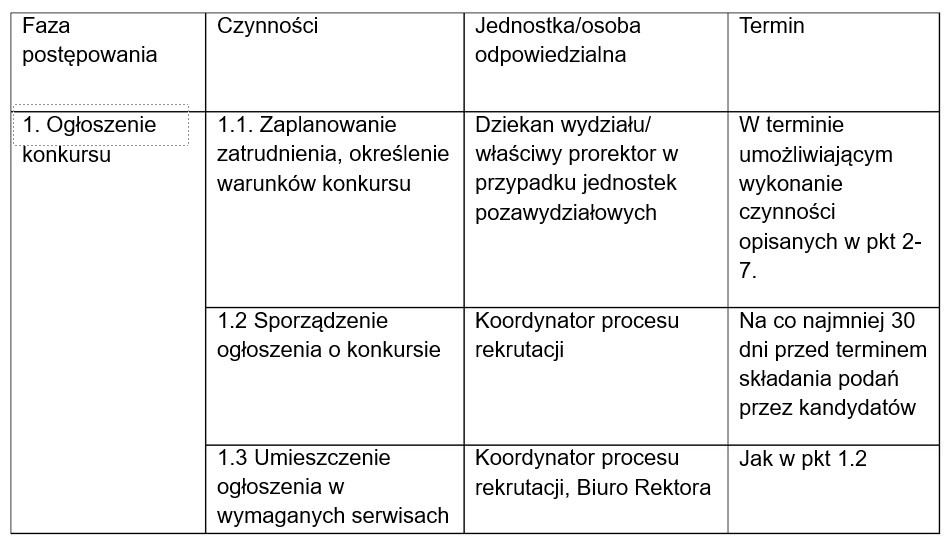 Faza
postępowania
Czynności
Jednostka/osoba
odpowiedzialna
Termin
1. Ogłoszenie
konkursu
1.1. Zaplanowanie
zatrudnienia, określenie
warunków konkursu
Dziekan wydziału/
właściwy prorektor w
przypadku jednostek
pozawydziałowych
W terminie
umożliwiającym
wykonanie
czynności
opisanych w pkt 2-
7.
1.2 Sporządzenie
ogłoszenia o konkursie
Koordynator procesu
rekrutacji
Na co najmniej 30
dni przed terminem
składania podań
przez kandydatów
1.3 Umieszczenie
ogłoszenia w
wymaganych serwisach
Koordynator procesu
rekrutacji, Biuro Rektora
Jak w pkt 1.2